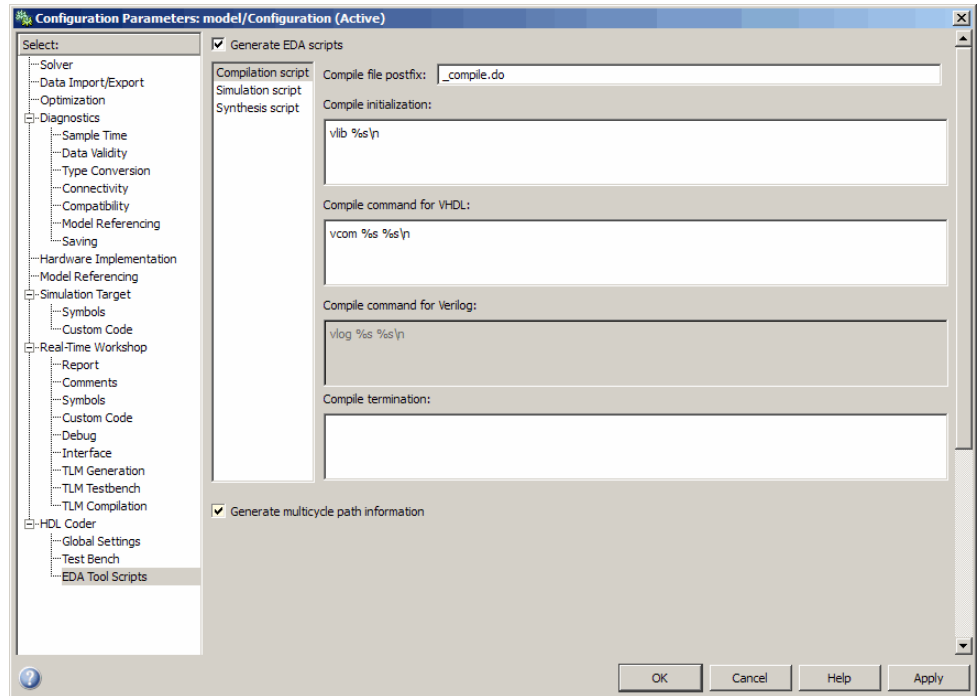 Configuration Parameters: model/Configuration (Active)
Select:
Solver
Data Import/Export
Optimization
Diagnostics
Sample Time
Data Validity
Type Conversion
Connectivity
Compatibility
Model Referencing
Saving
Hardware Implementation
Model Referencing
Simulation Target
Symbols
Custom Code
Real-Time Workshop
Report
Comments
Symbols
Custom Code
Debug
Interface
TLM Generation
TLM Testbench
TLM Compilation
HDL Coder
Global Settings
Test Bench
EDA Tool Scripts
Generate EDA scripts
Compilation script
Simulation script
Synthesis script
Compile file postfix: _compile.do
Compile initialization:
vlib %s\n
Compile command for VHDL:
vcom %s %s\n
Compile command for Verilog:
vlog %s %s\n
Compile termination:
Generate multicycle path information
OK Cancel Help Apply